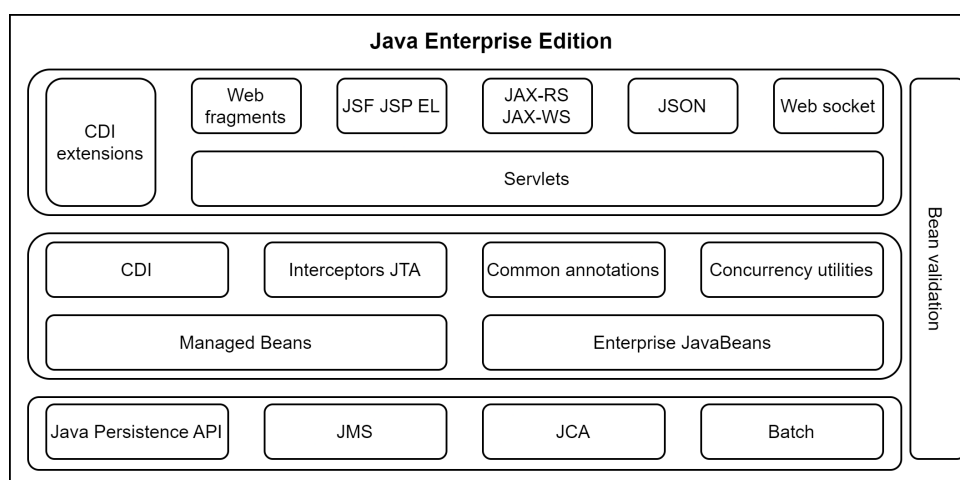 Java Enterprise Edition
CDI
extensions
Web
fragments
JSF JSP EL
JAX-RS
JAX-WS
JSON
Web socket
Servlets
CDI
Interceptors JTA
Common annotations
Concurrency utilities
Managed Beans
Enterprise JavaBeans
Java Persistence API
JMS
JCA
Batch
Bean validation